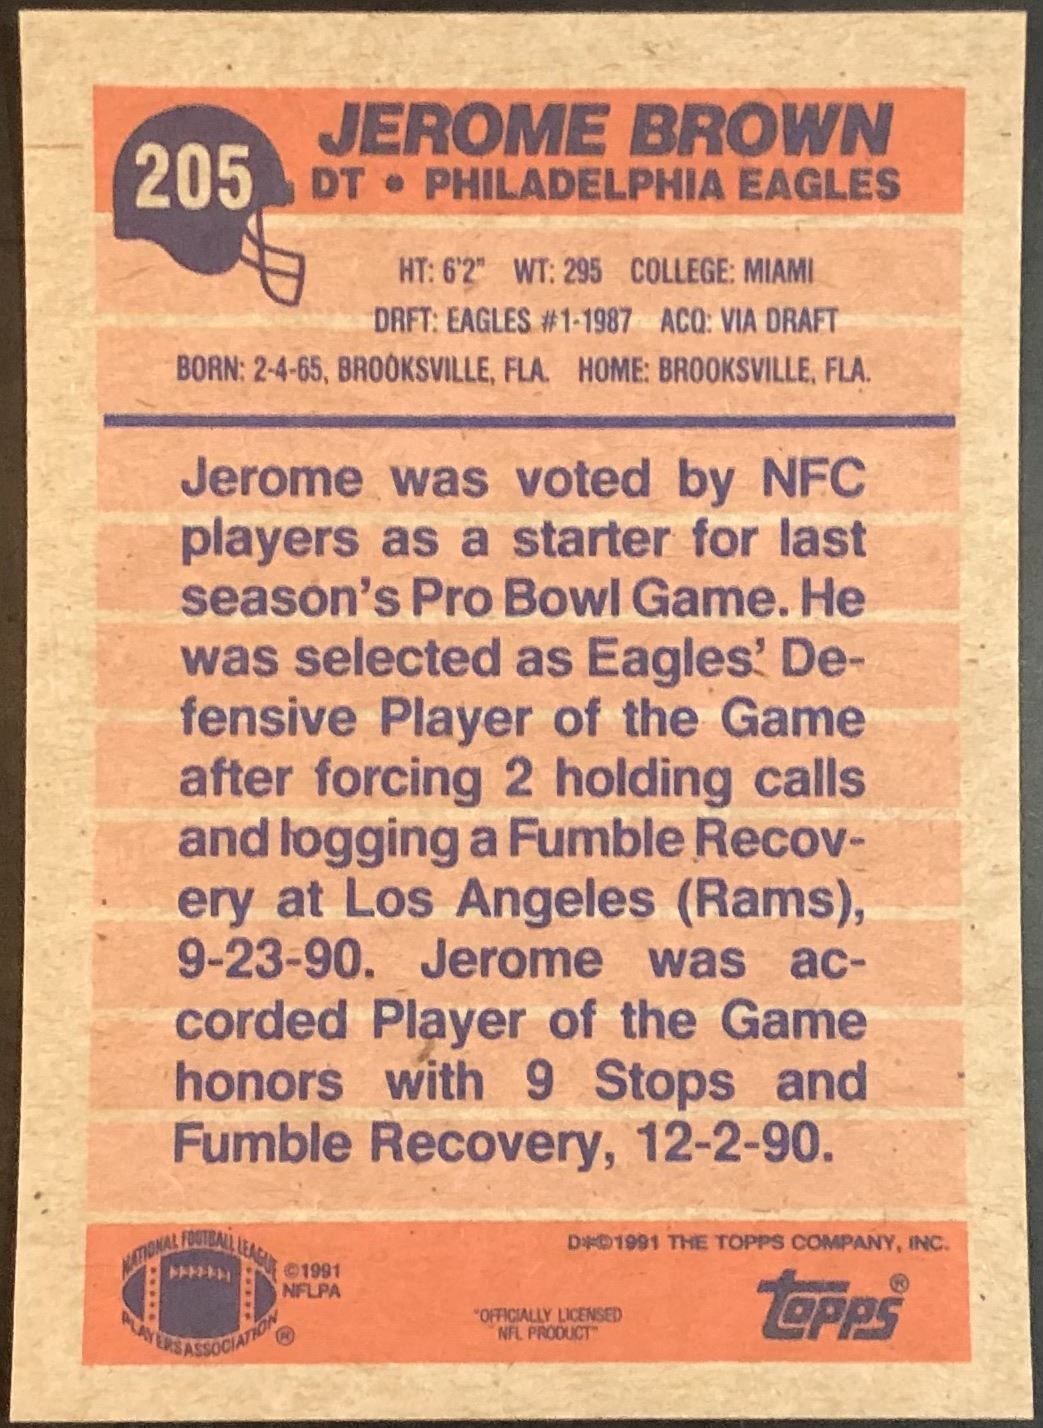 205
JEROME BROWN
DT • PHILADELPHIA EAGLES
HT: 6'2" WT: 295 COLLEGE: MIAMI
DRFT: EAGLES #1-1987 ACQ: VIA DRAFT
BORN: 2-4-65, BROOKSVILLE, FLA. HOME: BROOKSVILLE, FLA.
Jerome was voted by NFC
players as a starter for last
season's Pro Bowl Game. He
was selected as Eagles' De-
fensive Player of the Game
after forcing 2 holding calls
and logging a Fumble Recov-
ery at Los Angeles (Rams),
9-23-90. Jerome was ac-
corded Player of the Game
honors with 9 Stops and
Fumble Recovery, 12-2-90.
NATIONAL FOOTBALL LEAGUE
PLAYERS ASSOCIATION ®
©1991
NFLPA
"OFFICIALLY LICENSED
NFL PRODUCT"
D*©1991 THE TOPPS COMPANY, INC.
Topps®